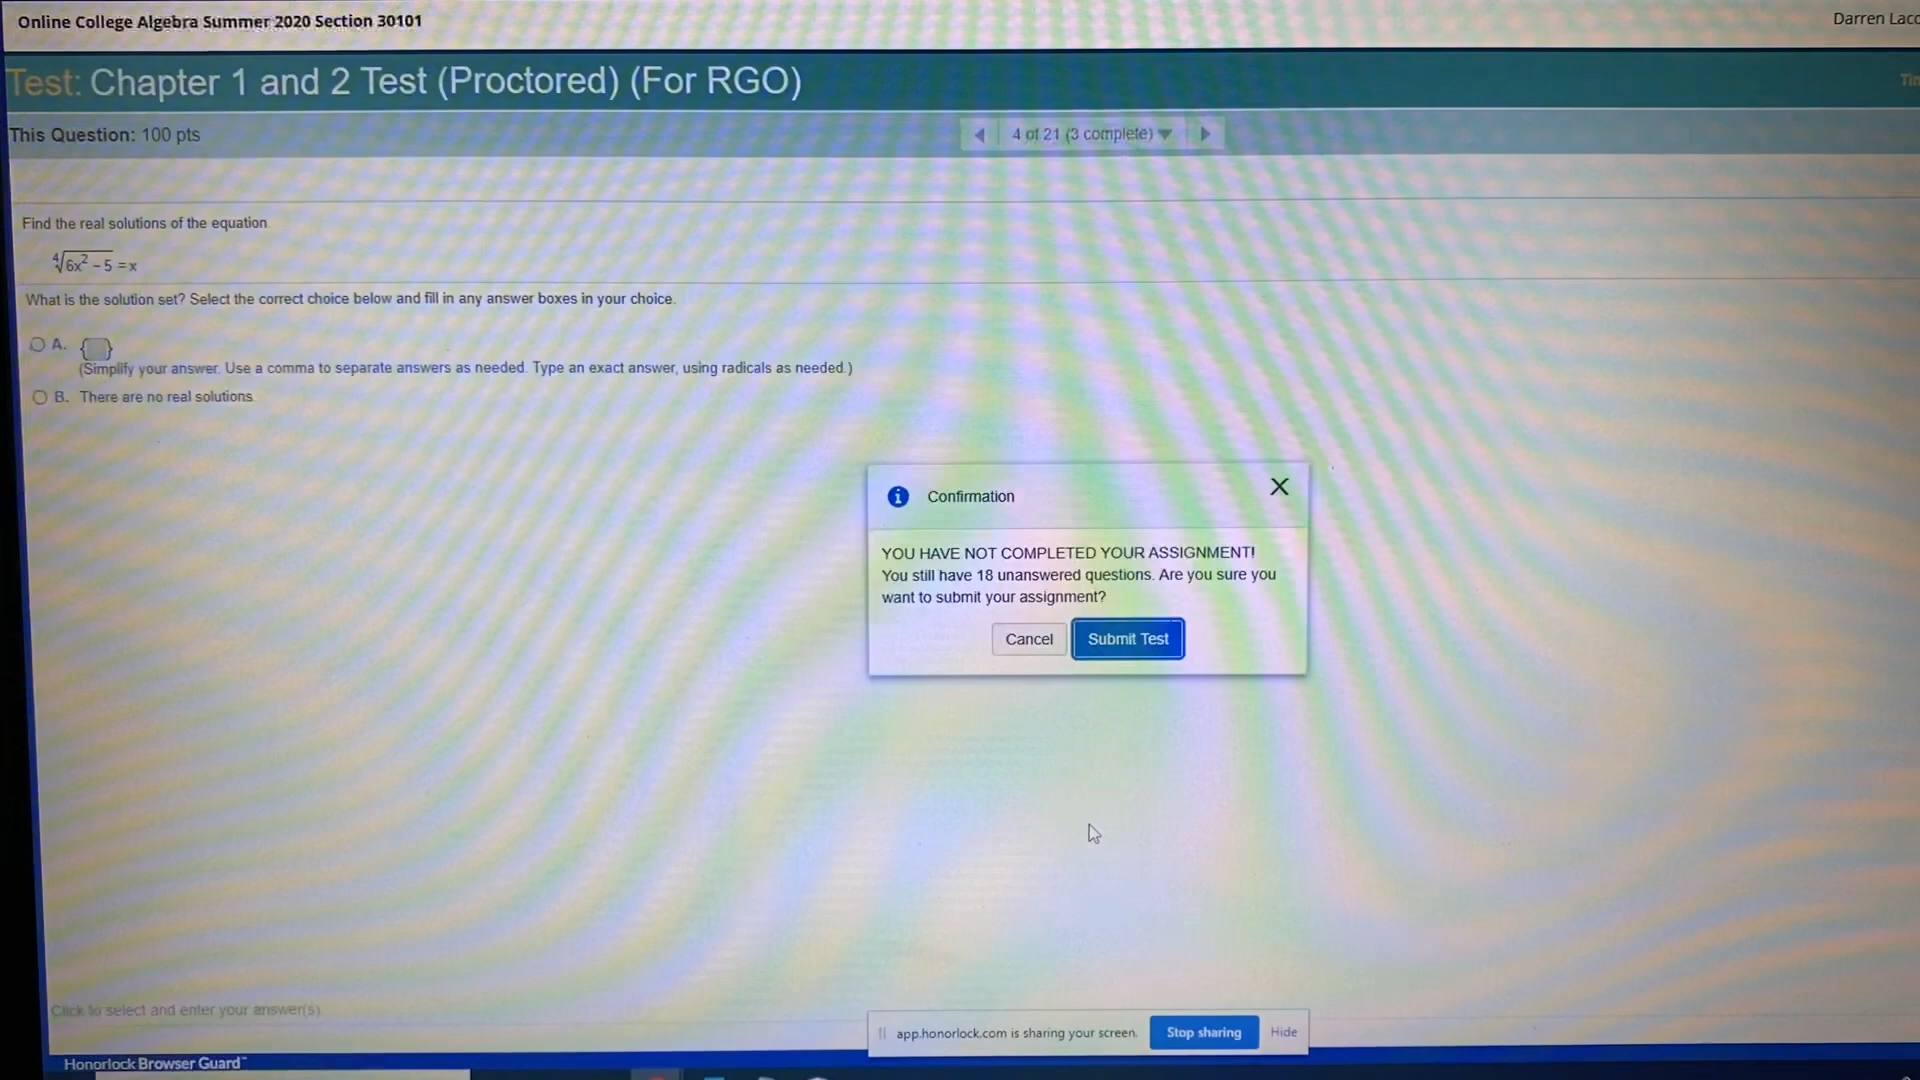 Online College Algebra Summer 2020 Section 30101
Darren
Test: Chapter 1 and 2 Test (Proctored) (For RGO)
This Question: 100 pts
4 of 21 (3 complete)
Find the real solutions of the equation
∜(6x² - 5) = x
What is the solution set? Select the correct choice below and fill in any answer boxes in your choice.
A. { }
(Simplify your answer. Use a comma to separate answers as needed. Type an exact answer, using radicals as needed.)
B. There are no real solutions.
Confirmation
YOU HAVE NOT COMPLETED YOUR ASSIGNMENT!
You still have 18 unanswered questions. Are you sure you
want to submit your assignment?
Cancel
Submit Test
Click to select and enter your answer(s)
app.honorlock.com is sharing your screen.
Stop sharing
Hide
Honorlock Browser Guard™